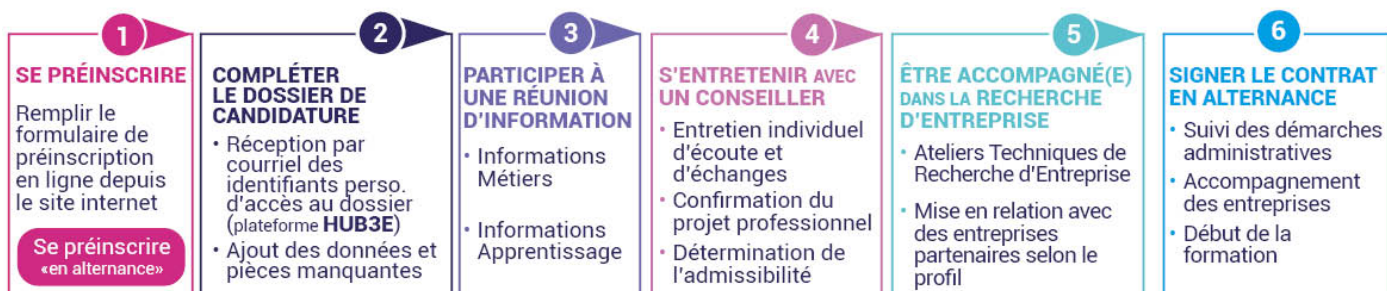 1
SE PRÉINSCRIRE
Remplir le
formulaire de
préinscription
en ligne depuis
le site internet
Se préinscrire
«en alternance»
2
COMPLÉTER
LE DOSSIER DE
CANDIDATURE
• Réception par
courriel des
identifiants perso.
d'accès au dossier
(plateforme HUB3E)
• Ajout des données et
pièces manquantes
3
PARTICIPER À
UNE RÉUNION
D'INFORMATION
• Informations
Métiers
• Informations
Apprentissage
4
S'ENTRETENIR AVEC
UN CONSEILLER
• Entretien individuel
d'écoute et
d'échanges
• Confirmation du
projet professionnel
• Détermination de
l'admissibilité
5
ÊTRE ACCOMPAGNÉ(E)
DANS LA RECHERCHE
D'ENTREPRISE
• Ateliers Techniques de
Recherche d'Entreprise
• Mise en relation avec
des entreprises
partenaires selon le
profil
6
SIGNER LE CONTRAT
EN ALTERNANCE
• Suivi des démarches
administratives
• Accompagnement
des entreprises
• Début de la
formation